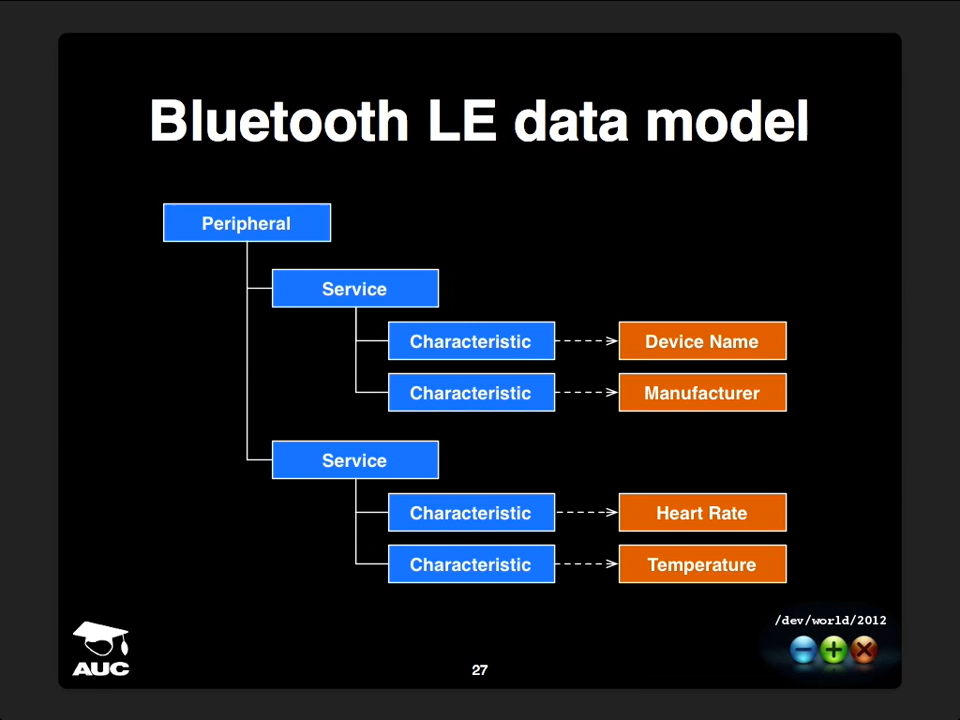 Bluetooth LE data model
Peripheral
Service
Characteristic
Device Name
Characteristic
Manufacturer
Service
Characteristic
Heart Rate
Characteristic
Temperature
/dev/world/2012
AUC
27